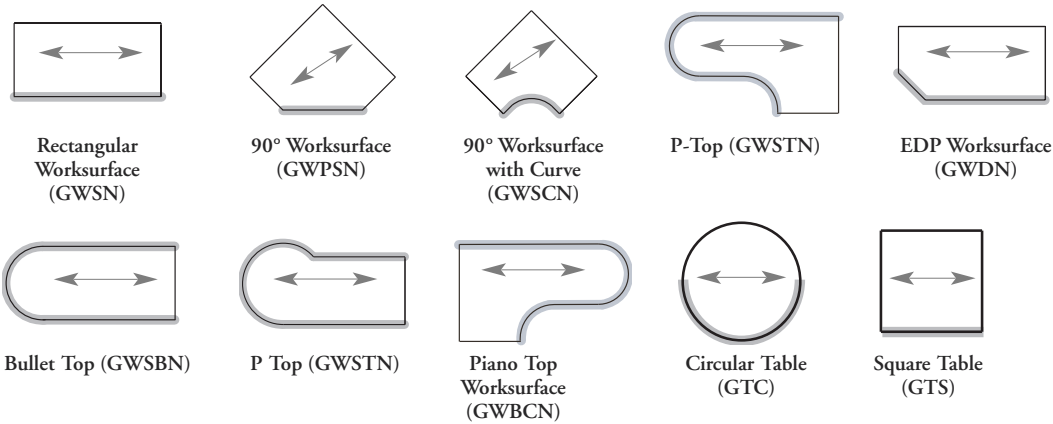 Rectangular
Worksurface
(GWSN)
90° Worksurface
(GWPSN)
90° Worksurface
with Curve
(GWSCN)
P-Top (GWSTN)
EDP Worksurface
(GWDN)
Bullet Top (GWSBN)
P Top (GWSTN)
Piano Top
Worksurface
(GWBCN)
Circular Table
(GTC)
Square Table
(GTS)